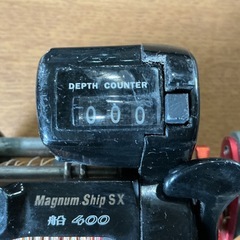 DEPTH COUNTER
000
Magnum Ship SX
船 400